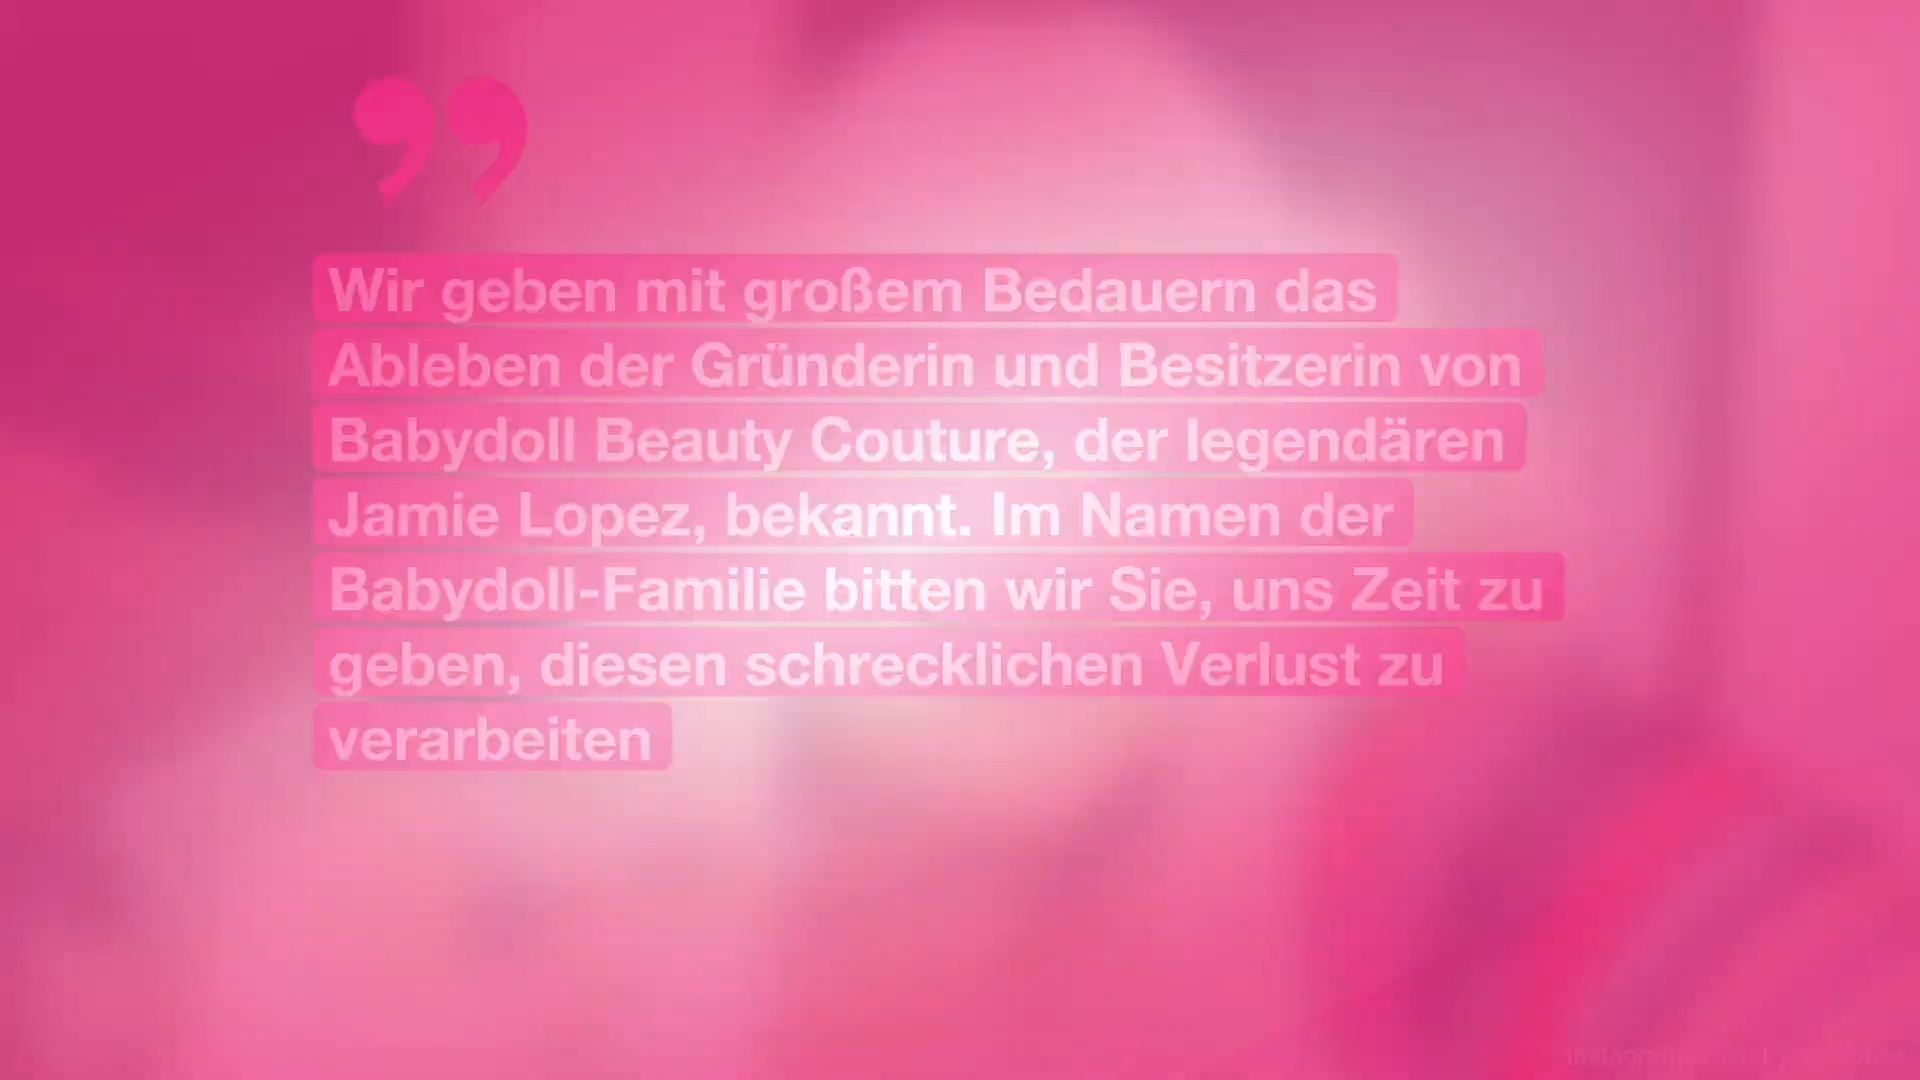 ”
Wir geben mit großem Bedauern das
Ableben der Gründerin und Besitzerin von
Babydoll Beauty Couture, der legendären
Jamie Lopez, bekannt. Im Namen der
Babydoll-Familie bitten wir Sie, uns Zeit zu
geben, diesen schrecklichen Verlust zu
verarbeiten